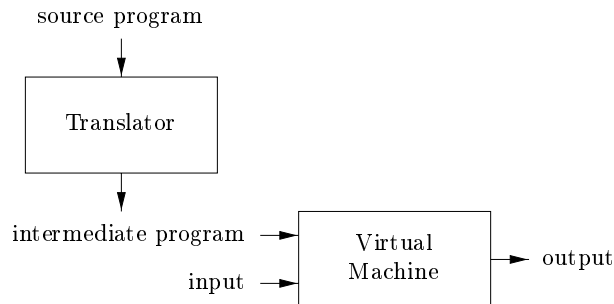 source program
Translator
intermediate program
input
Virtual
Machine
output